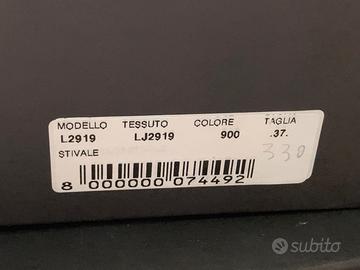 MODELLO TESSUTO COLORE TAGLIA
L2919 LJ2919 900 .37.
STIVALE
330
8 000000 074492
subito